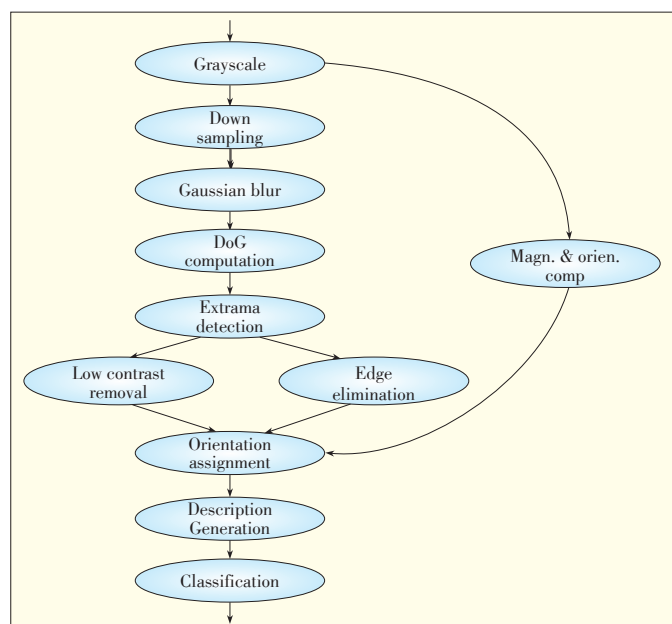 Grayscale
Down
sampling
Gaussian blur
DoG
computation
Magn. & orien.
comp
Extrama
detection
Low contrast
removal
Edge
elimination
Orientation
assignment
Description
Generation
Classification